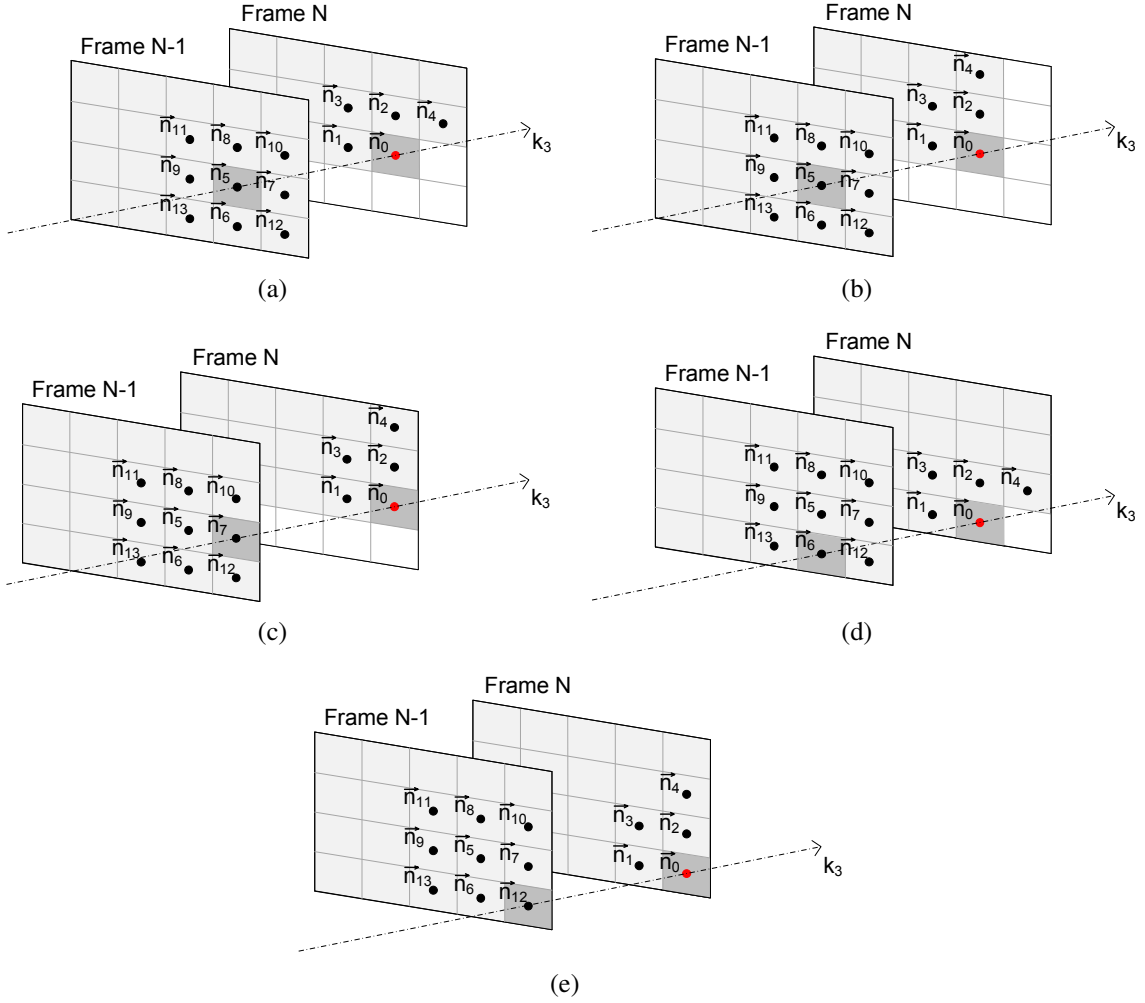 Frame N
Frame N-1
n⃗3 n⃗2 n⃗4
n⃗11 n⃗8 n⃗10 n⃗1 n⃗0
k3
n⃗9 n⃗5 n⃗7
n⃗13 n⃗6 n⃗12
(a)
Frame N
Frame N-1
n⃗4
n⃗3 n⃗2
n⃗11 n⃗8 n⃗10 n⃗1 n⃗0
k3
n⃗9 n⃗5 n⃗7
n⃗13 n⃗6 n⃗12
(b)
Frame N
Frame N-1
n⃗4
n⃗3 n⃗2
n⃗11 n⃗8 n⃗10 n⃗1 n⃗0
k3
n⃗9 n⃗5 n⃗7
n⃗13 n⃗6 n⃗12
(c)
Frame N
Frame N-1
n⃗11 n⃗8 n⃗10 n⃗3 n⃗2 n⃗4
k3
n⃗9 n⃗5 n⃗7 n⃗1 n⃗0
n⃗13 n⃗6 n⃗12
(d)
Frame N
Frame N-1
n⃗4
n⃗11 n⃗8 n⃗10 n⃗3 n⃗2
n⃗9 n⃗5 n⃗7 n⃗1 n⃗0
k3
n⃗13 n⃗6 n⃗12
(e)